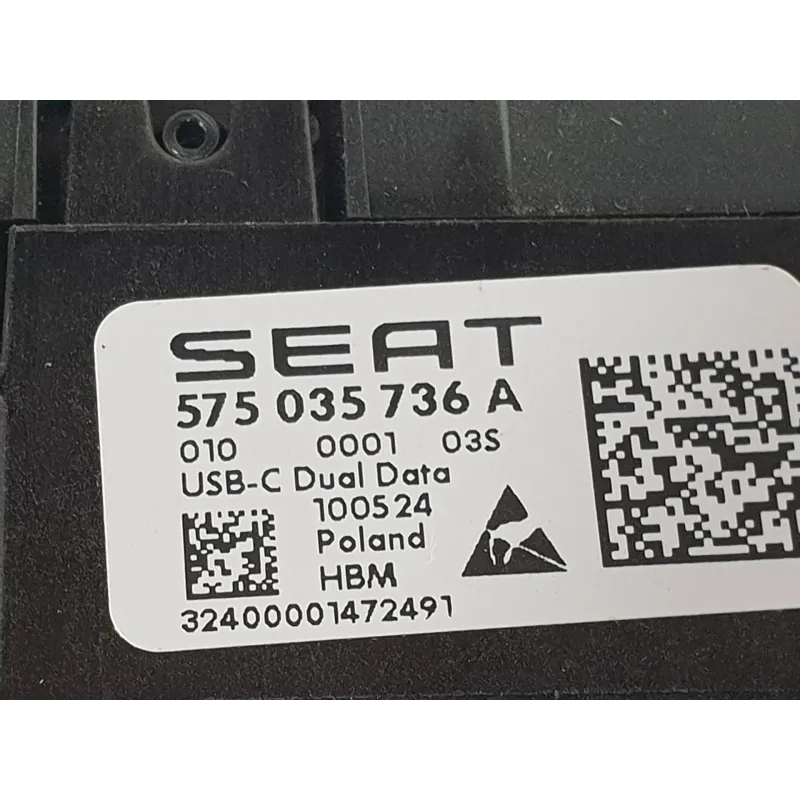 SEAT
575 035 736 A
010 0001 03S
USB-C Dual Data
100524
Poland
HBM
32400001472491